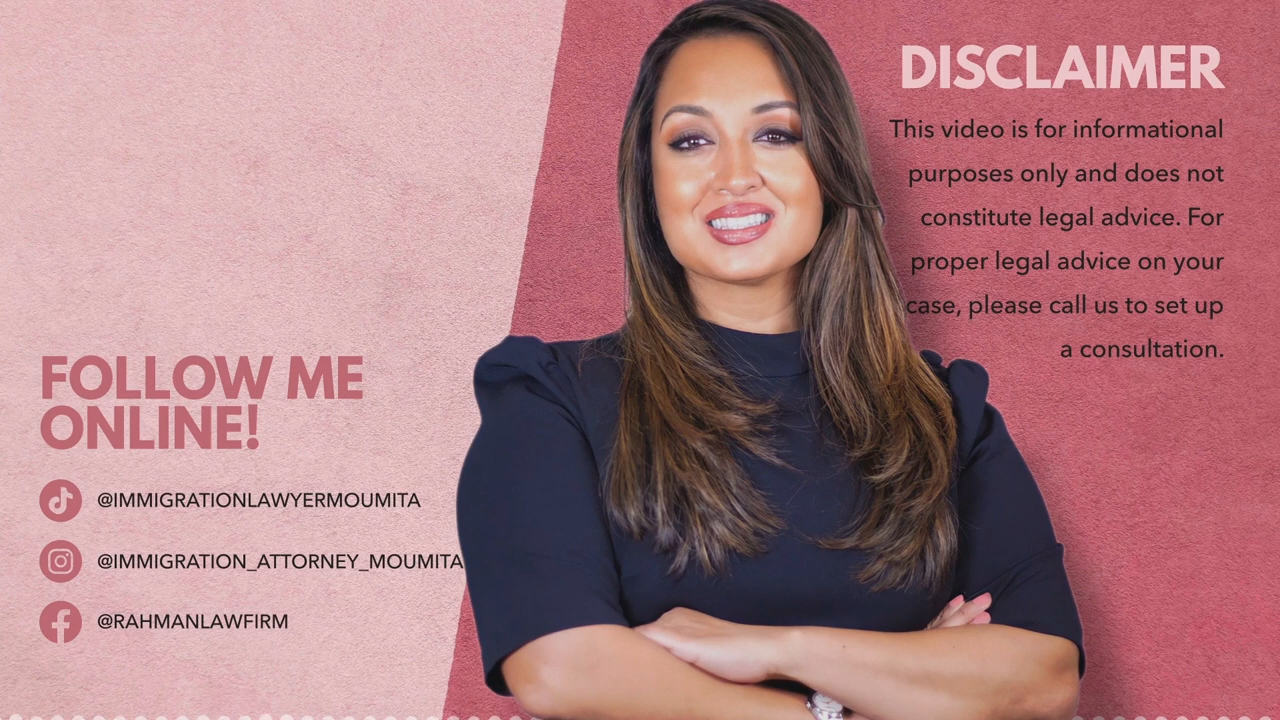 DISCLAIMER
This video is for informational
purposes only and does not
constitute legal advice. For
proper legal advice on your
case, please call us to set up
a consultation.
FOLLOW ME
ONLINE!
@IMMIGRATIONLAWYERMOUMITA
@IMMIGRATION_ATTORNEY_MOUMITA
@RAHMANLAWFIRM